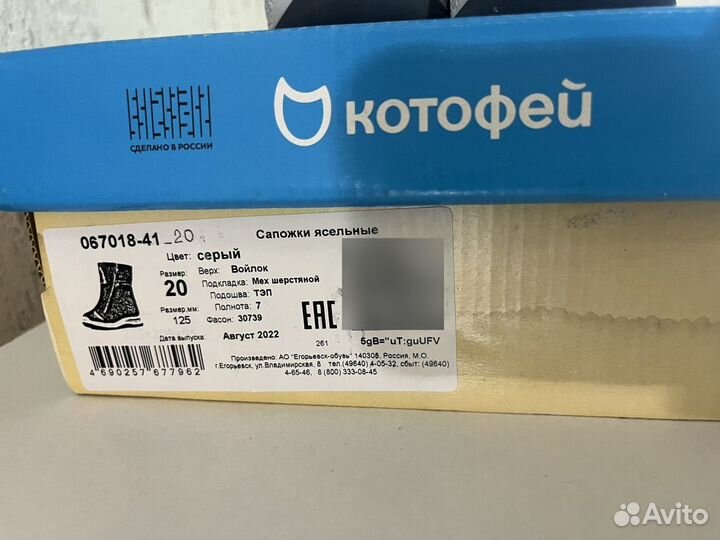 СДЕЛАНО В РОССИИ
КОТОФЕЙ
067018-41 _20
Сапожки ясельные
Цвет: серый
Размер: 20
Верх: Войлок
Подкладка: Мех шерстяной
Подошва: ТЭП
Размер.мм: 125
Полнота: 7
Фасон: 30739
Дата выпуска: Август 2022
EAC
261
5gB="uT:guUFV
Произведено: АО "Егорьевск-обувь" 140305, Россия, М.О.
г.Егорьевск, ул.Владимирская, 8 тел.(49640) 4-05-32, сбыт: (49640)
4-65-46, 8 (800) 333-08-45
4 690257 677962
Avito